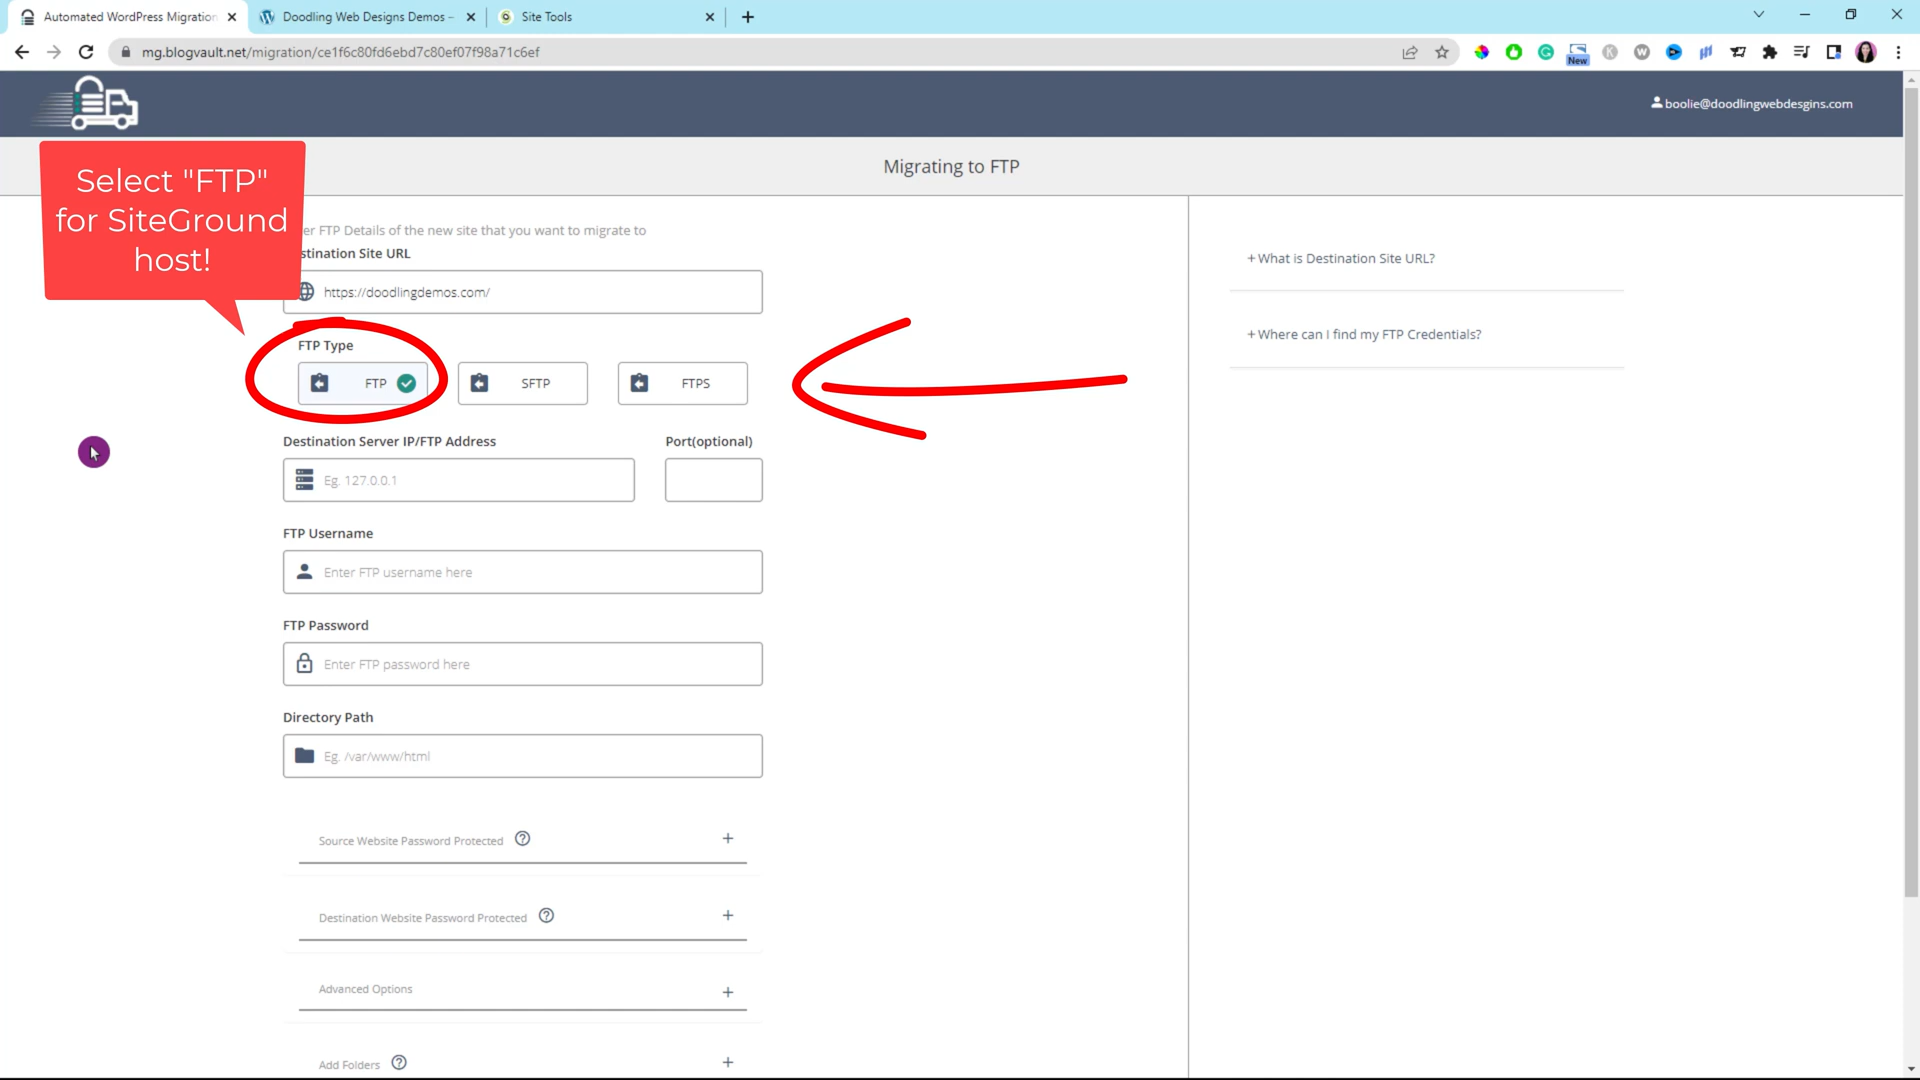 Automated WordPress Migration
Doodling Web Designs Demos –
Site Tools
mg.blogvault.net/migration/ce1f6c80fd6ebd7c80ef07f98a71c6ef
New
boolie@doodlingwebdesgins.com
Migrating to FTP
Select "FTP"
for SiteGround
host!
FTP Details of the new site that you want to migrate to
Site URL
https://doodlingdemos.com/
FTP Type
FTP
SFTP
FTPS
Destination Server IP/FTP Address
Port(optional)
Eg. 127.0.0.1
FTP Username
Enter FTP username here
FTP Password
Enter FTP password here
Directory Path
Eg. /var/www/html
Source Website Password Protected ? +
Destination Website Password Protected ? +
Advanced Options +
Add Folders ? +
+ What is Destination Site URL?
+ Where can I find my FTP Credentials?